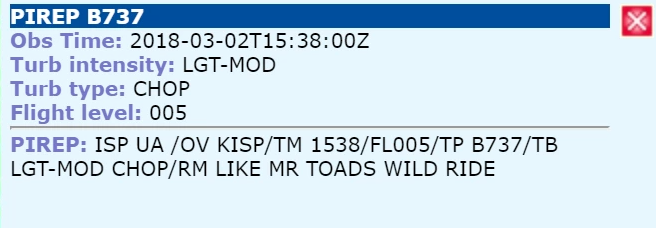 PIREP B737
Obs Time: 2018-03-02T15:38:00Z
Turb intensity: LGT-MOD
Turb type: CHOP
Flight level: 005
PIREP: ISP UA /OV KISP/TM 1538/FL005/TP B737/TB
LGT-MOD CHOP/RM LIKE MR TOADS WILD RIDE